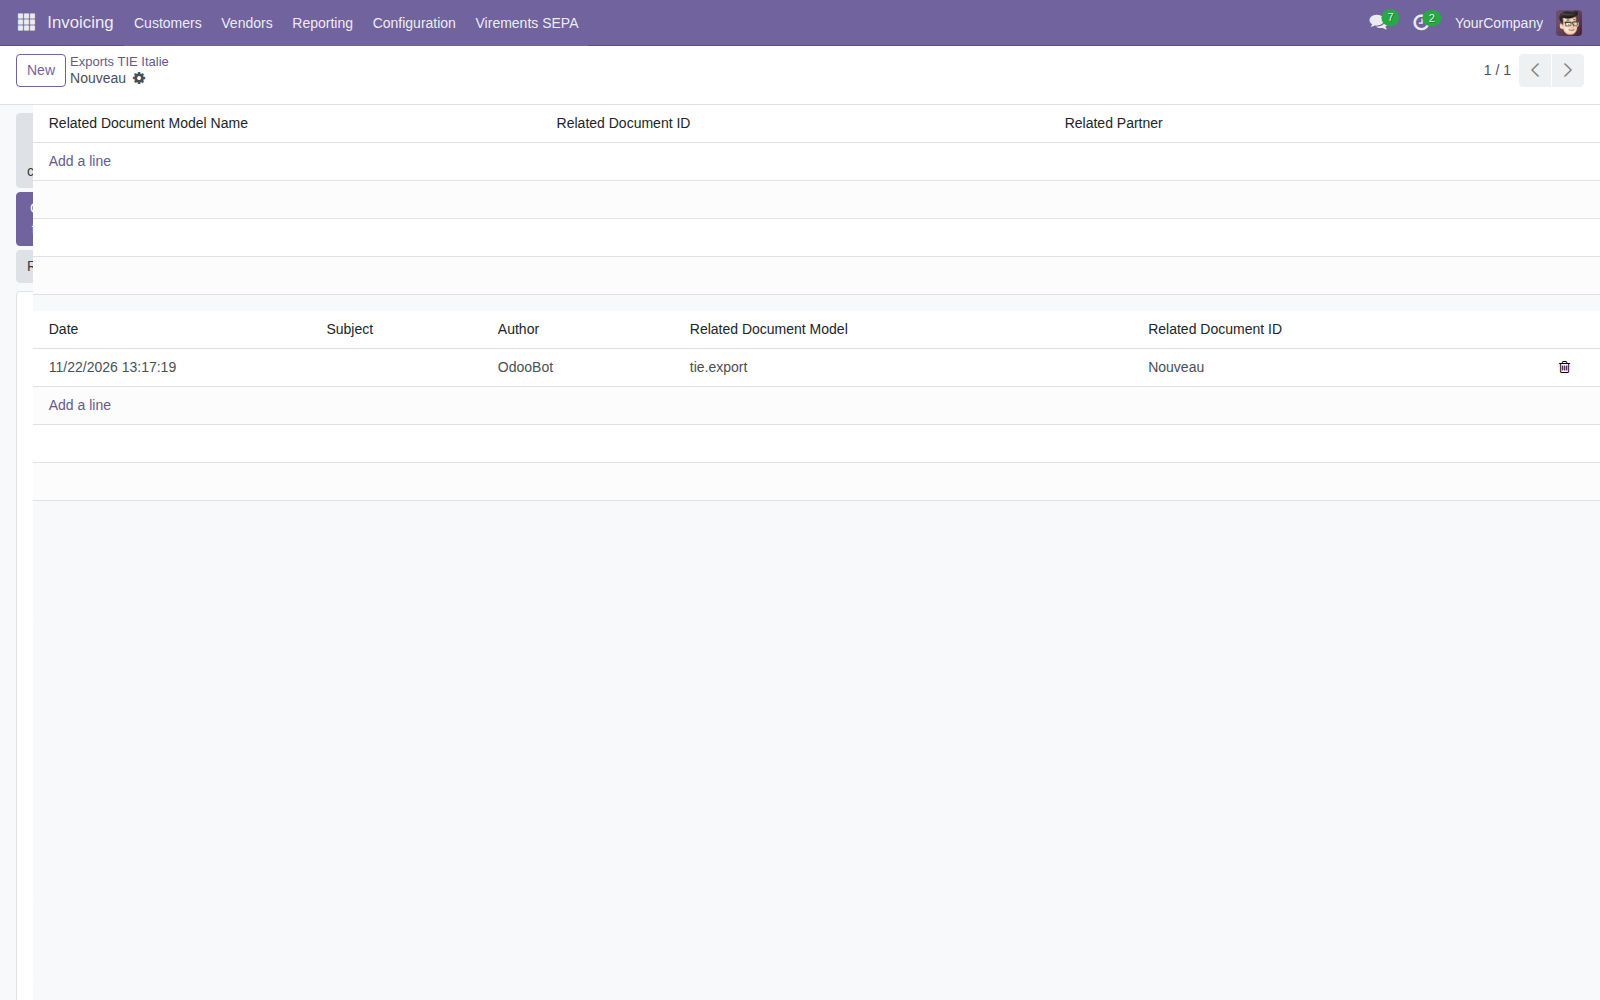 Invoicing Customers Vendors Reporting Configuration Virements SEPA 7 2 YourCompany
New Exports TIE Italie
Nouveau 1 / 1
Related Document Model Name Related Document ID Related Partner
Add a line
Date Subject Author Related Document Model Related Document ID
11/22/2026 13:17:19 OdooBot tie.export Nouveau
Add a line